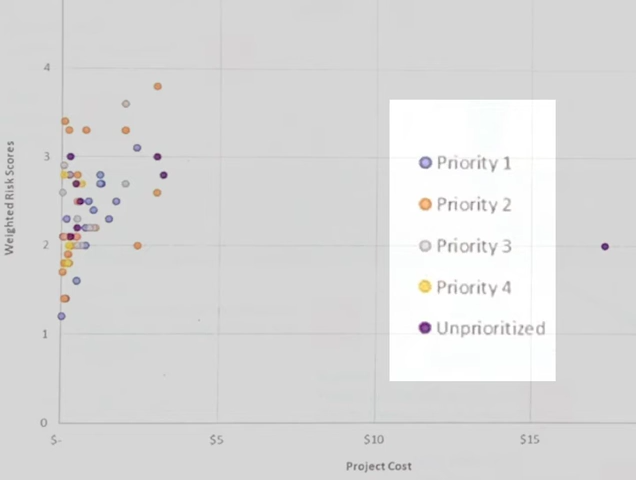 4
3
2
1
0
$-
$5
$10
$15
Weighted Risk Scores
Project Cost
Priority 1
Priority 2
Priority 3
Priority 4
Unprioritized